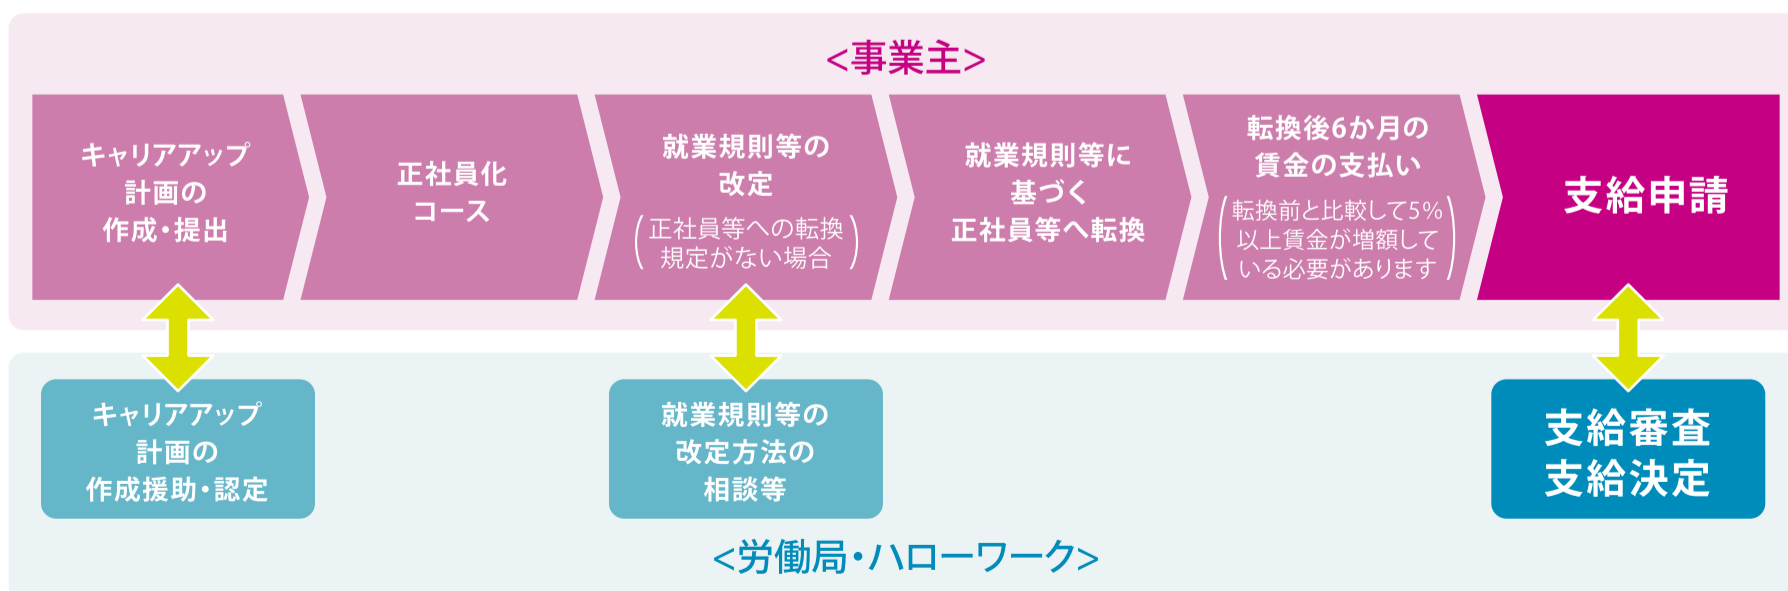 <事業主>
キャリアアップ
計画の
作成・提出
正社員化
コース
就業規則等の
改定
(正社員等への転換
規定がない場合)
就業規則等に
基づく
正社員等へ転換
転換後6か月の
賃金の支払い
(転換前と比較して5%
以上賃金が増額して
いる必要があります)
支給申請
キャリアアップ
計画の
作成援助・認定
就業規則等の
改定方法の
相談等
支給審査
支給決定
<労働局・ハローワーク>